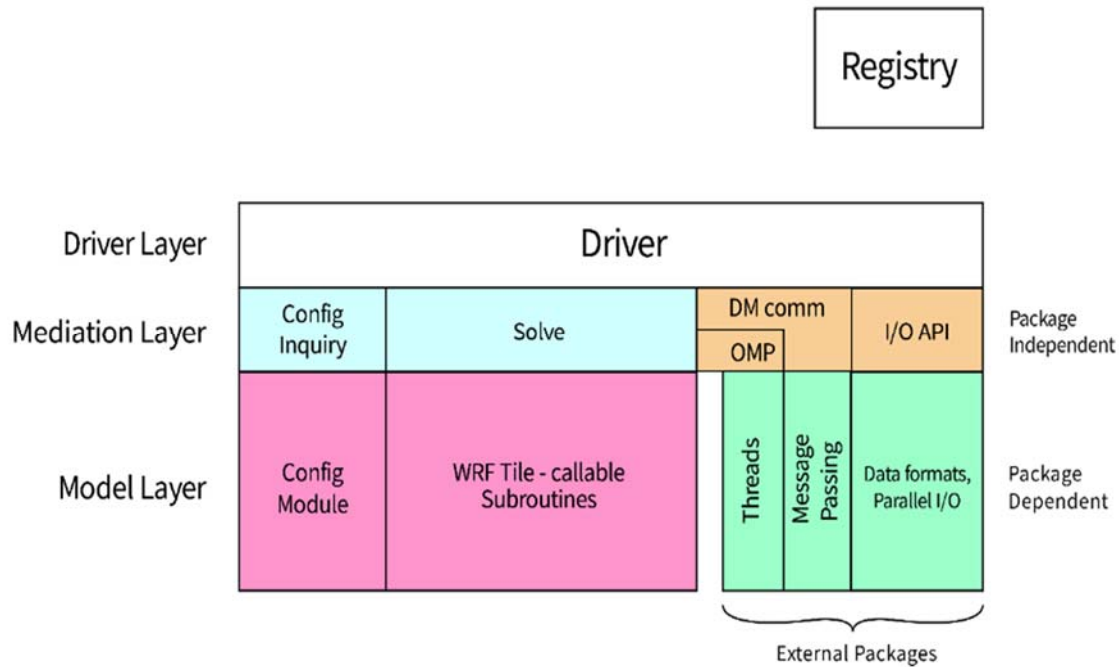 Registry
Driver Layer
Driver
Mediation Layer
Config
Inquiry
Solve
DM comm
OMP
I/O API
Package
Independent
Model Layer
Config
Module
WRF Tile - callable
Subroutines
Threads
Message
Passing
Data formats,
Parallel I/O
Package
Dependent
External Packages